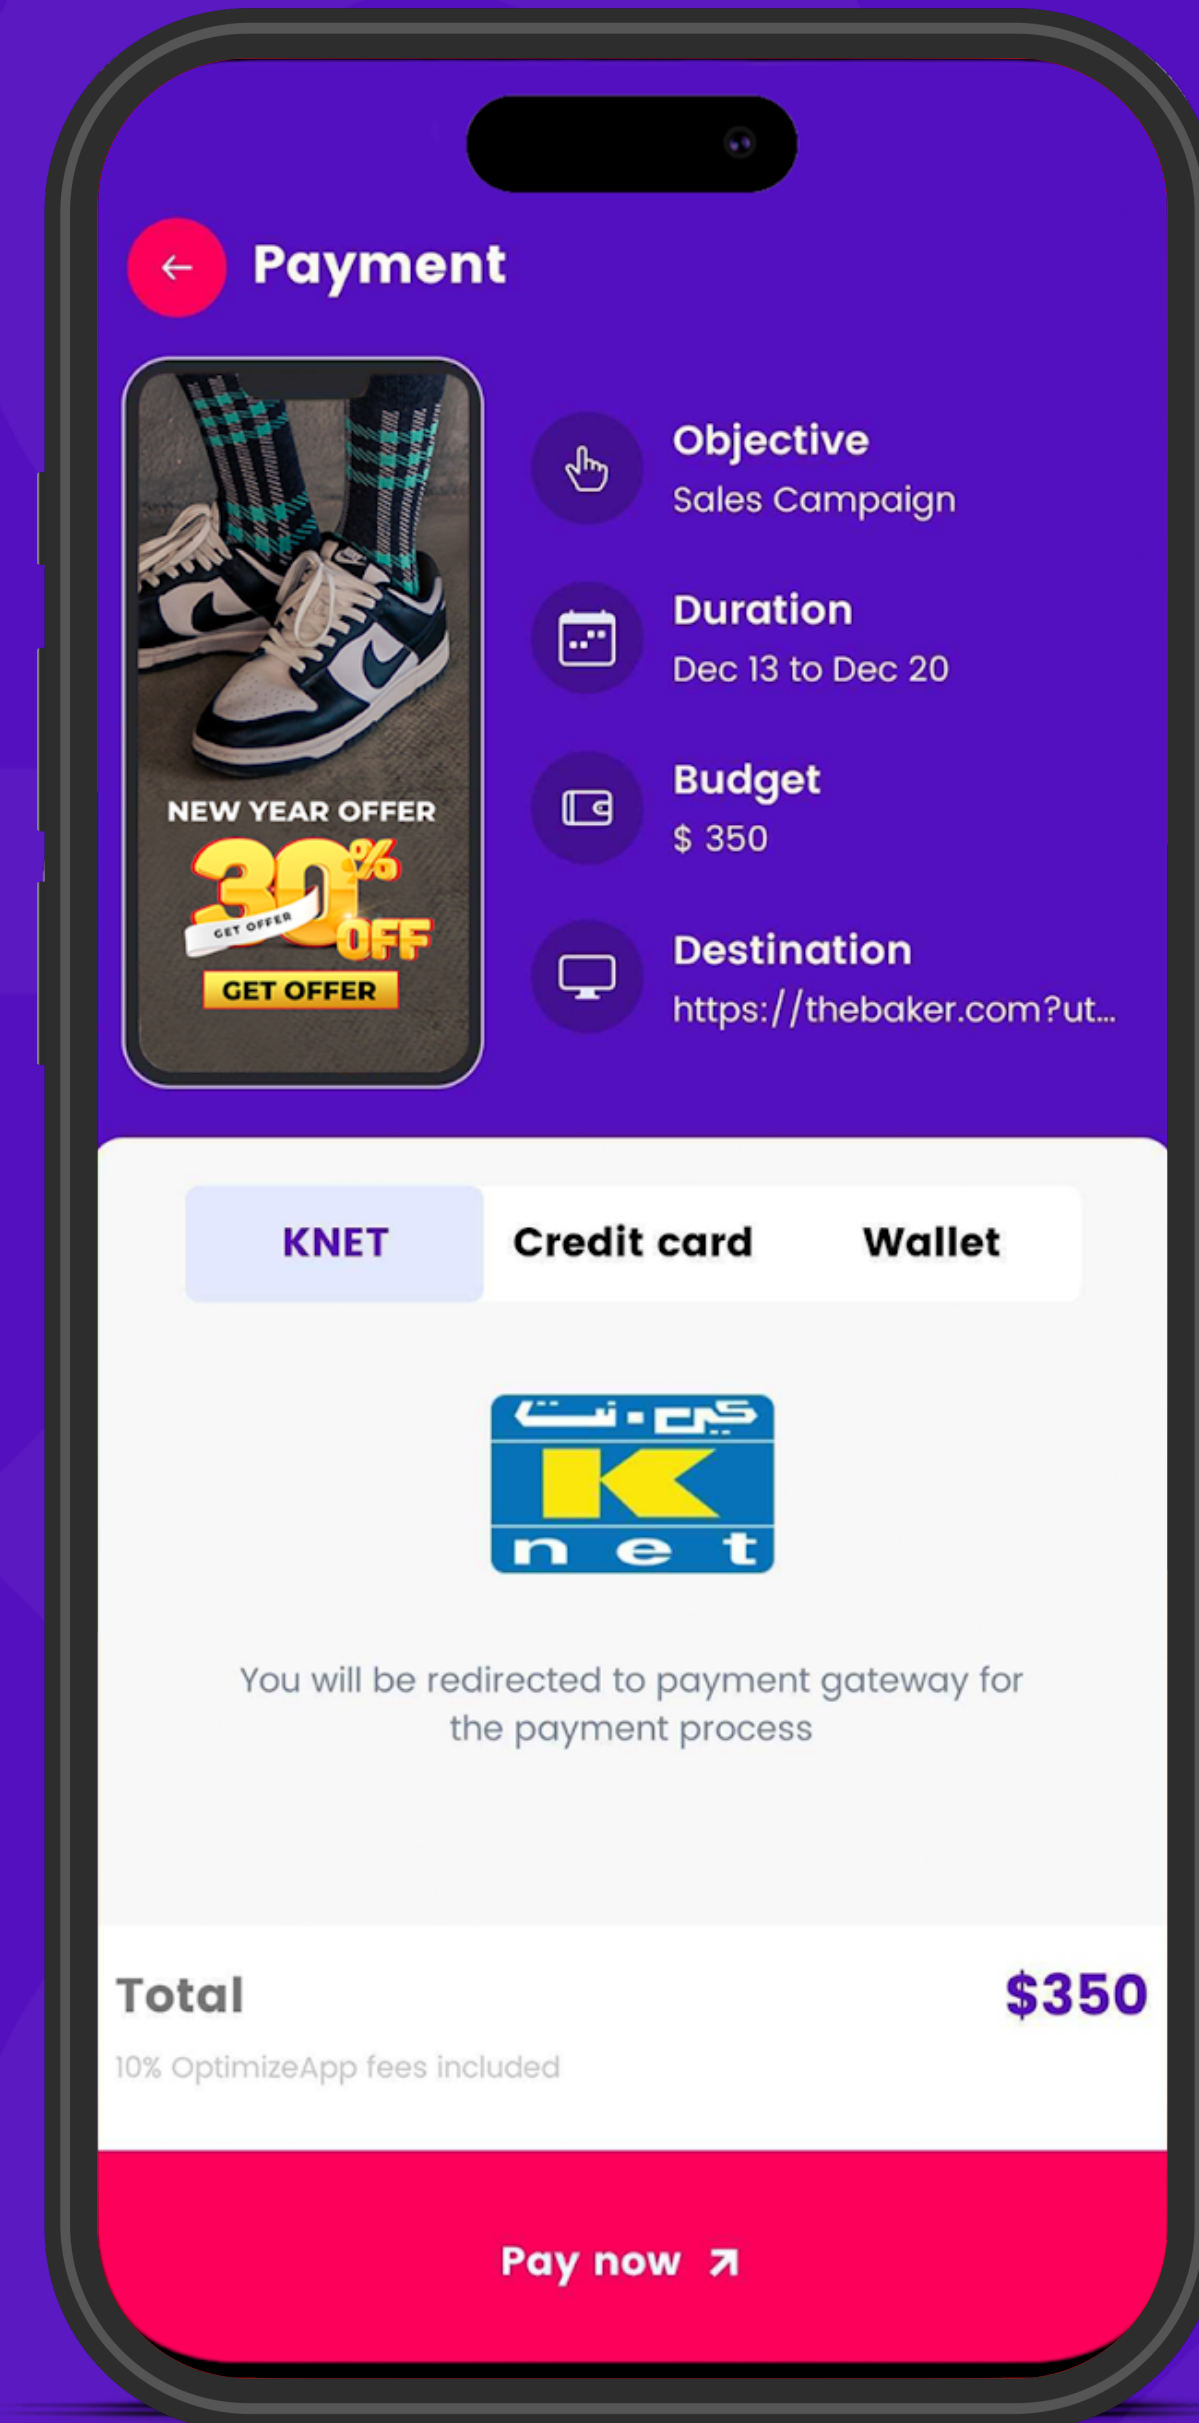 Payment
NEW YEAR OFFER
30%
GET OFFER
OFF
GET OFFER
Objective
Sales Campaign
Duration
Dec 13 to Dec 20
Budget
$ 350
Destination
https://thebaker.com?ut...
KNET
Credit card
Wallet
كي.نت
K
net
You will be redirected to payment gateway for
the payment process
Total
$350
10% OptimizeApp fees included
Pay now